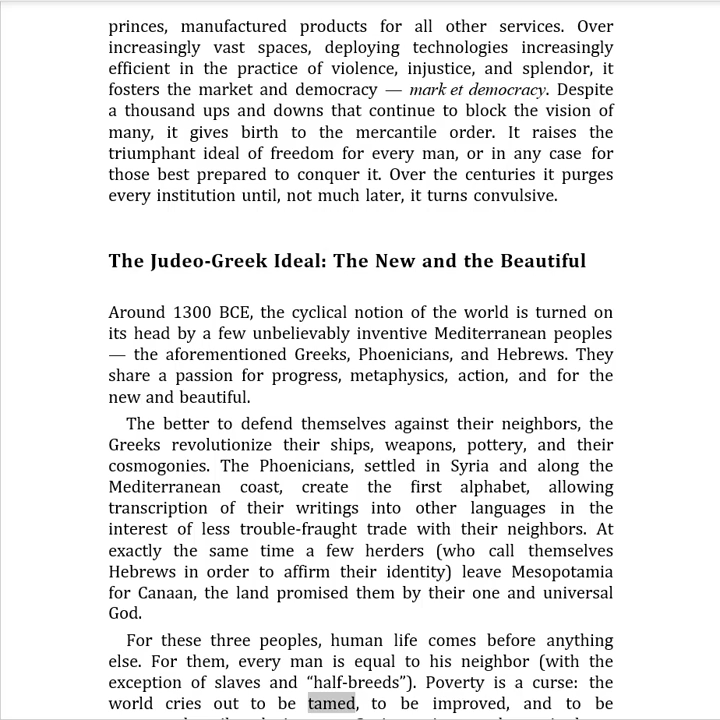 princes, manufactured products for all other services. Over
increasingly vast spaces, deploying technologies increasingly
efficient in the practice of violence, injustice, and splendor, it
fosters the market and democracy — mark et democracy. Despite
a thousand ups and downs that continue to block the vision of
many, it gives birth to the mercantile order. It raises the
triumphant ideal of freedom for every man, or in any case for
those best prepared to conquer it. Over the centuries it purges
every institution until, not much later, it turns convulsive.
The Judeo-Greek Ideal: The New and the Beautiful
Around 1300 BCE, the cyclical notion of the world is turned on
its head by a few unbelievably inventive Mediterranean peoples
— the aforementioned Greeks, Phoenicians, and Hebrews. They
share a passion for progress, metaphysics, action, and for the
new and beautiful.
The better to defend themselves against their neighbors, the
Greeks revolutionize their ships, weapons, pottery, and their
cosmogonies. The Phoenicians, settled in Syria and along the
Mediterranean coast, create the first alphabet, allowing
transcription of their writings into other languages in the
interest of less trouble-fraught trade with their neighbors. At
exactly the same time a few herders (who call themselves
Hebrews in order to affirm their identity) leave Mesopotamia
for Canaan, the land promised them by their one and universal
God.
For these three peoples, human life comes before anything
else. For them, every man is equal to his neighbor (with the
exception of slaves and “half-breeds”). Poverty is a curse: the
world cries out to be tamed, to be improved, and to be